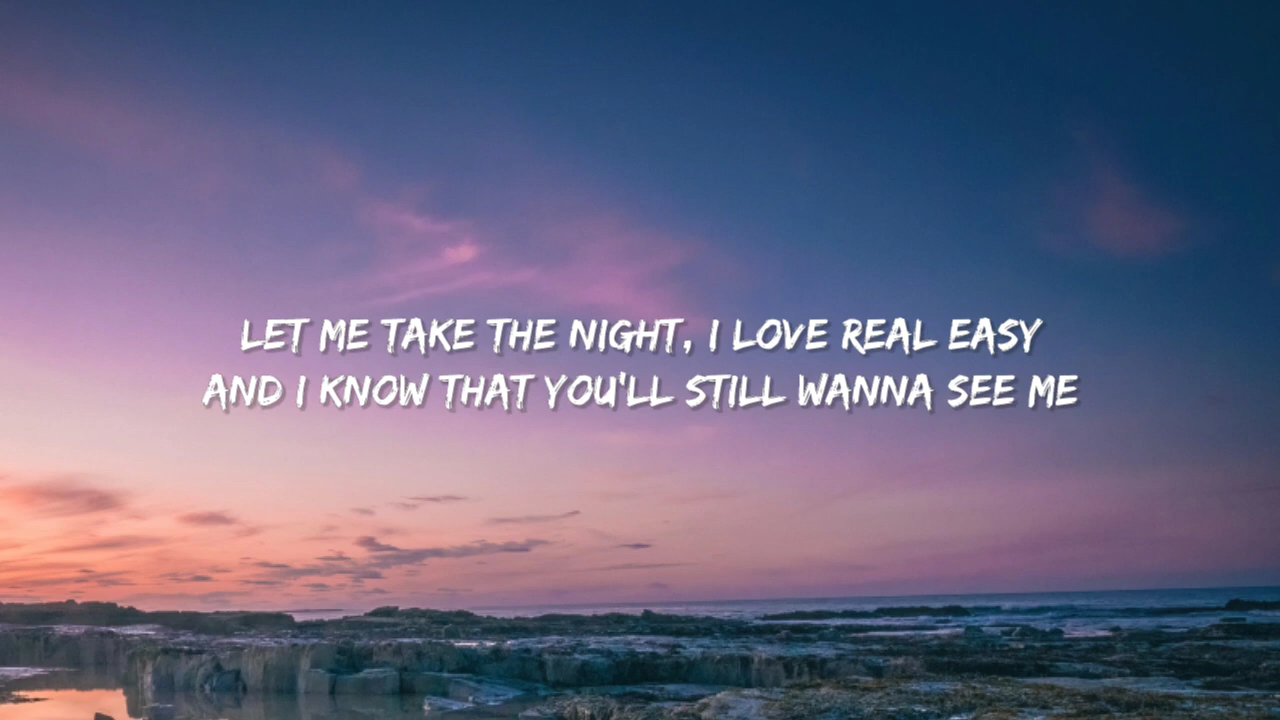 LET ME TAKE THE NIGHT, I LOVE REAL EASY
AND I KNOW THAT YOU'LL STILL WANNA SEE ME